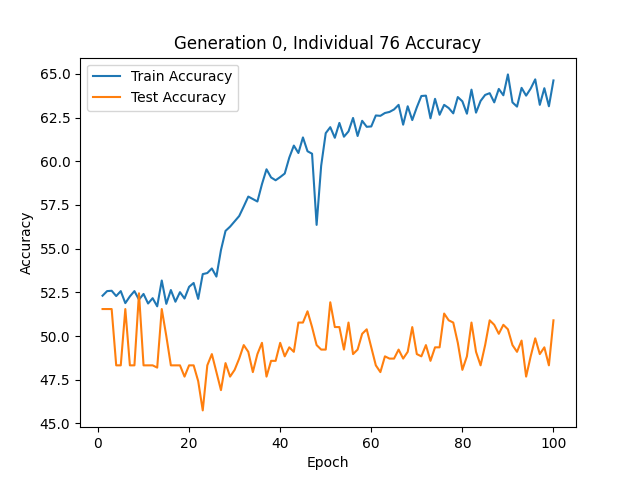 Generation 0, Individual 76 Accuracy
Train Accuracy
Test Accuracy
65.0
62.5
60.0
57.5
55.0
52.5
50.0
47.5
45.0
Accuracy
0 20 40 60 80 100
Epoch